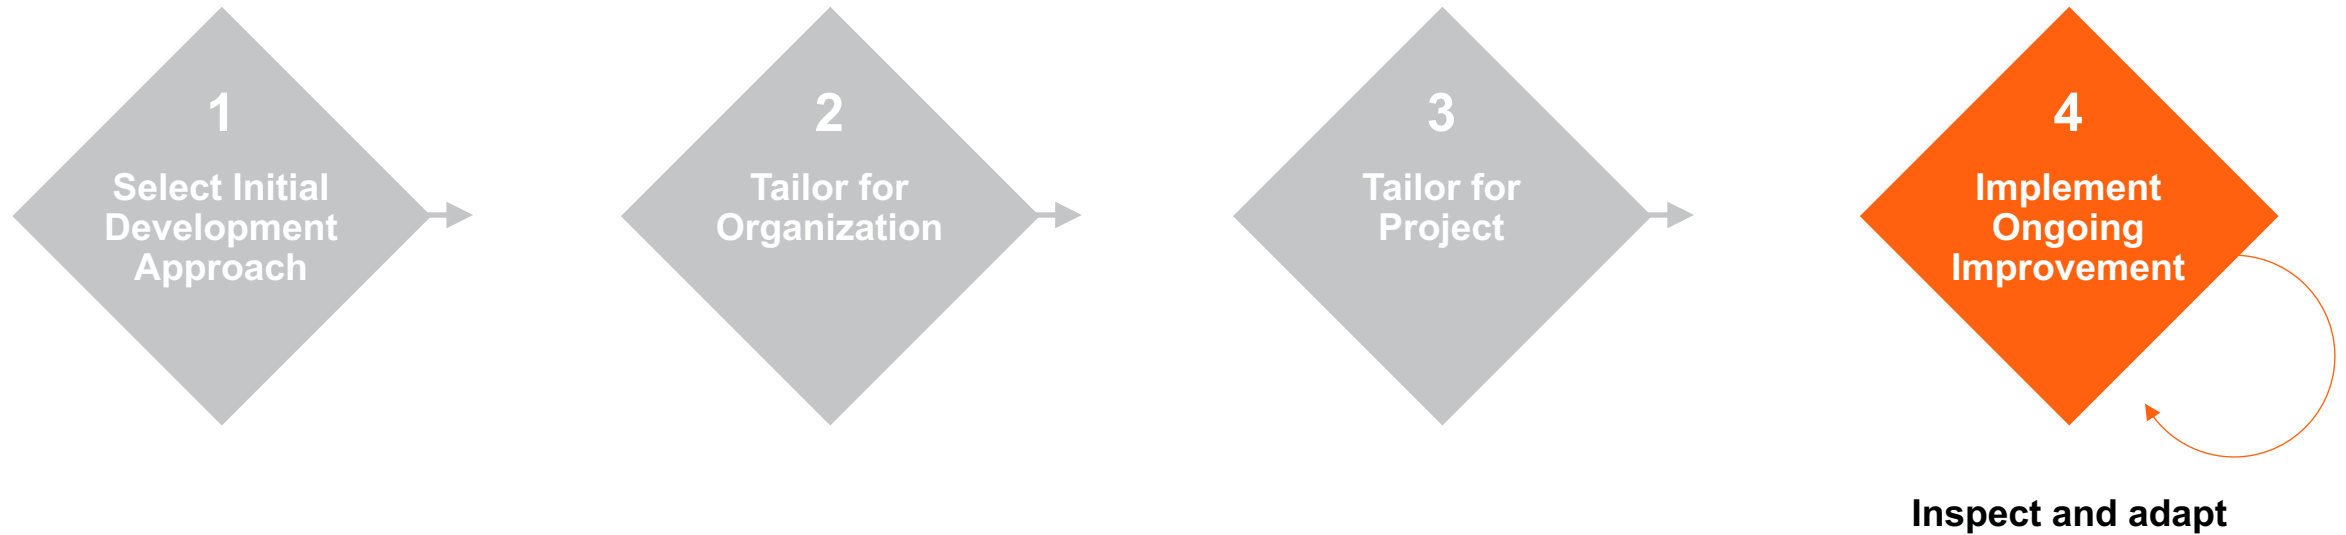 1
Select Initial
Development
Approach
2
Tailor for
Organization
3
Tailor for
Project
4
Implement
Ongoing
Improvement
Inspect and adapt